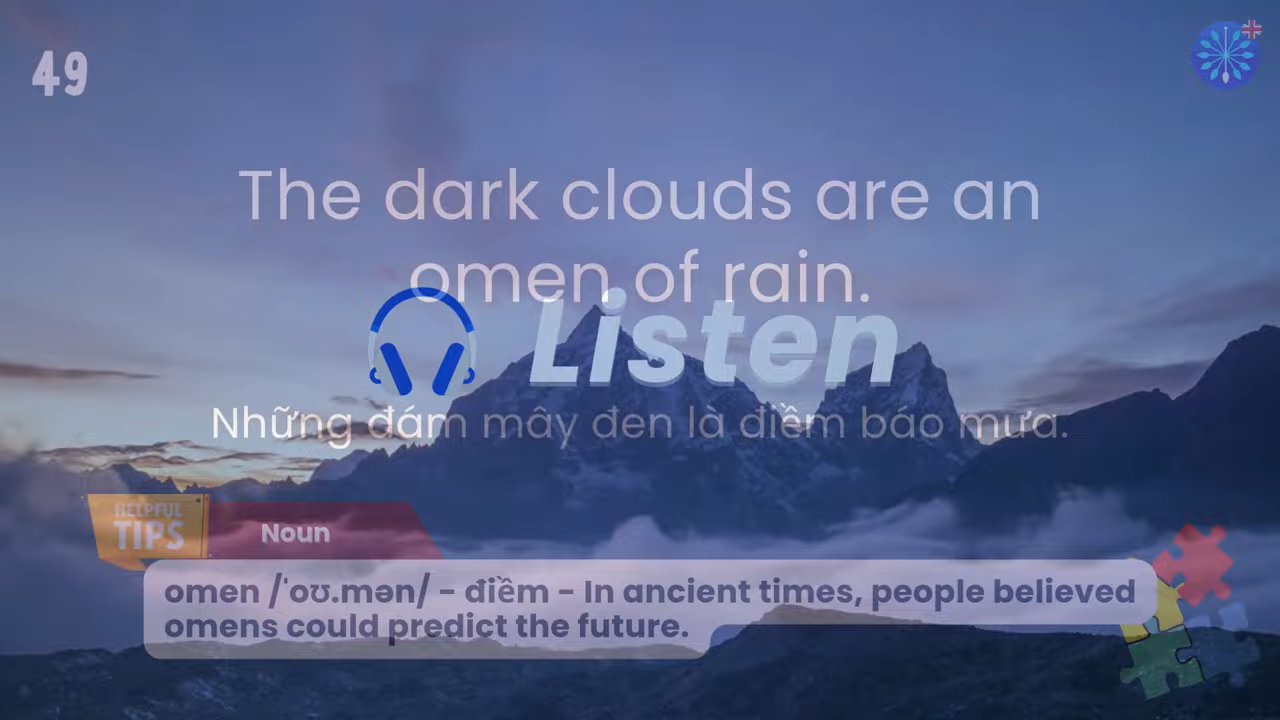 49
The dark clouds are an
omen of rain.
Listen
Những đám mây đen là điềm báo mưa.
HELPFUL
TIPS
Noun
omen /ˈoʊ.mən/ - điềm - In ancient times, people believed
omens could predict the future.